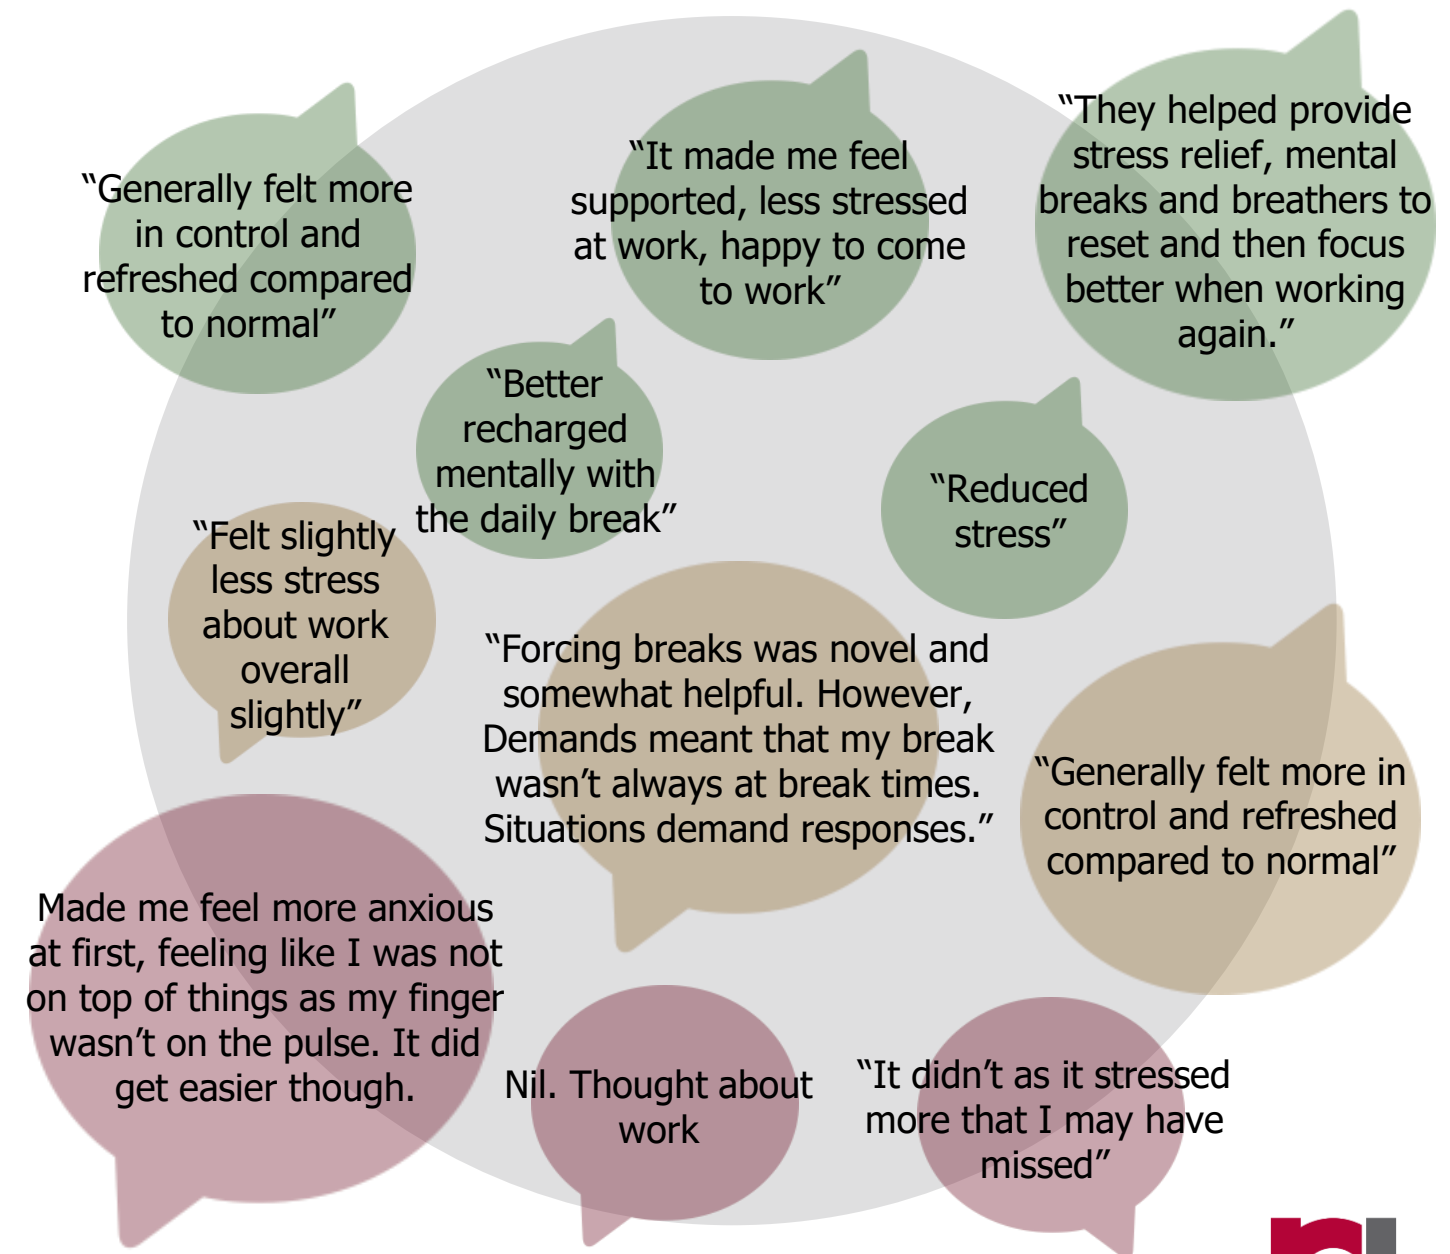 “Generally felt more
in control and
refreshed compared
to normal”
“It made me feel
supported, less stressed
at work, happy to come
to work”
“They helped provide
stress relief, mental
breaks and breathers to
reset and then focus
better when working
again.”
“Better
recharged
mentally with
the daily break”
“Reduced
stress”
“Felt slightly
less stress
about work
overall
slightly”
“Forcing breaks was novel and
somewhat helpful. However,
Demands meant that my break
wasn’t always at break times.
Situations demand responses.”
“Generally felt more in
control and refreshed
compared to normal”
Made me feel more anxious
at first, feeling like I was not
on top of things as my finger
wasn’t on the pulse. It did
get easier though.
Nil. Thought about
work
“It didn’t as it stressed
more that I may have
missed”